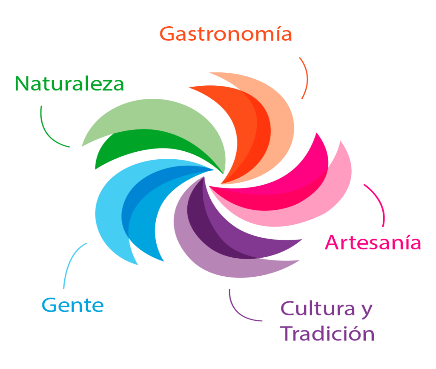 Gastronomía
Naturaleza
Artesanía
Gente
Cultura y
Tradición